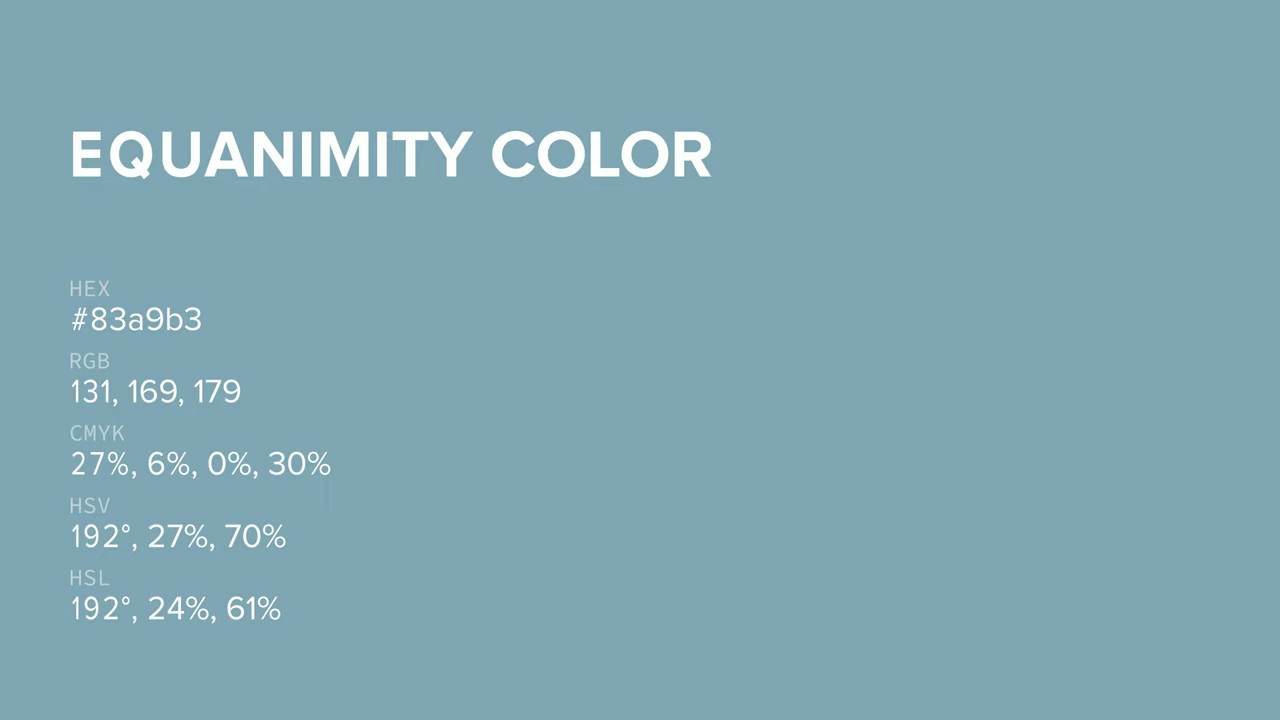 EQUANIMITY COLOR
HEX
#83a9b3
RGB
131, 169, 179
CMYK
27%, 6%, 0%, 30%
HSV
192°, 27%, 70%
HSL
192°, 24%, 61%